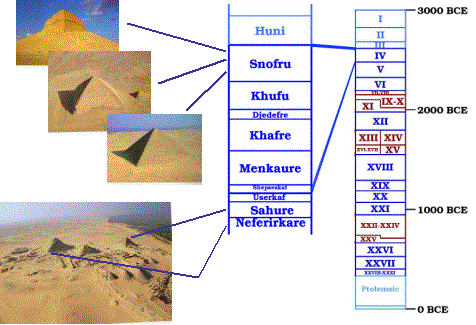 Huni
Snofru
Khufu
Djedefre
Khafre
Menkaure
Shepseskaf
Userkaf
Sahure
Neferirkare
3000 BCE
I
II
III
IV
V
VI
VII-VIII
XI IX-X
2000 BCE
XII
XIII XIV
XVI-XVII XV
XVIII
XIX
XX
1000 BCE
XXI
XXII-XXIV
XXV
XXVI
XXVII
XXVIII-XXXI
Ptolemaic
0 BCE